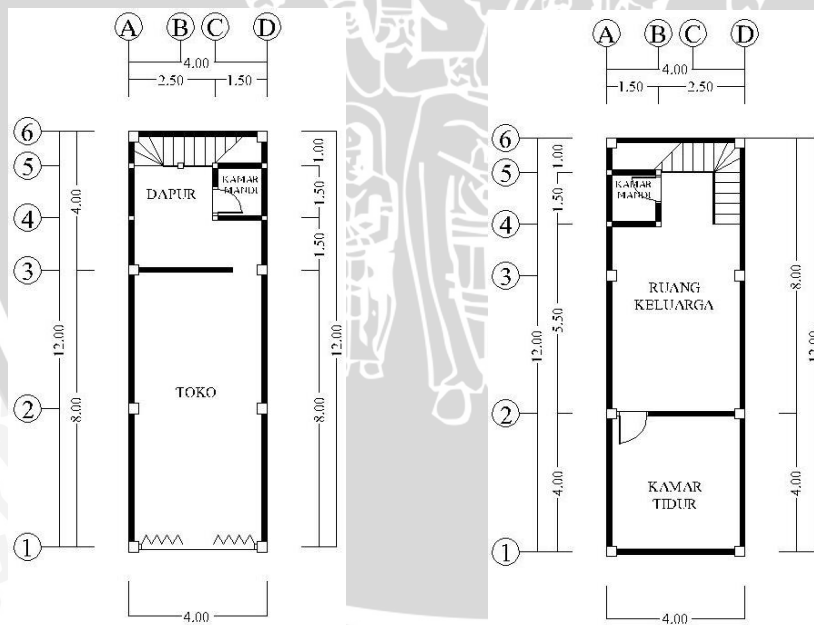 A B C D
4.00
2.50 1.50
6
5
4
3
2
1
12.00
4.00
8.00
DAPUR
KAMAR
MANDI
TOKO
1.00
1.50
1.50
8.00
12.00
4.00
A B C D
4.00
1.50 2.50
6
5
4
3
2
1
12.00
1.00
1.50
5.50
4.00
KAMAR
MANDI
RUANG
KELUARGA
KAMAR
TIDUR
8.00
4.00
12.00
4.00